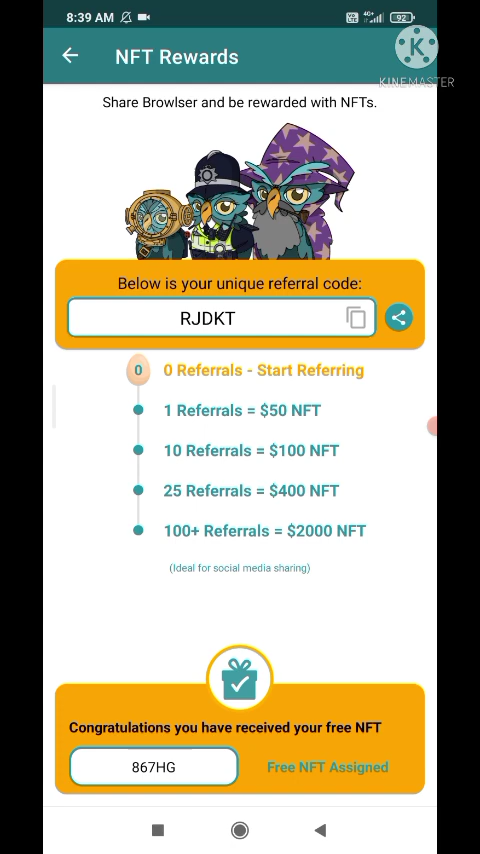 8:39 AM
4G+
92
NFT Rewards
KINEMASTER
Share Browlser and be rewarded with NFTs.
Below is your unique referral code:
RJDKT
0 0 Referrals - Start Referring
1 Referrals = $50 NFT
10 Referrals = $100 NFT
25 Referrals = $400 NFT
100+ Referrals = $2000 NFT
(Ideal for social media sharing)
Congratulations you have received your free NFT
867HG Free NFT Assigned